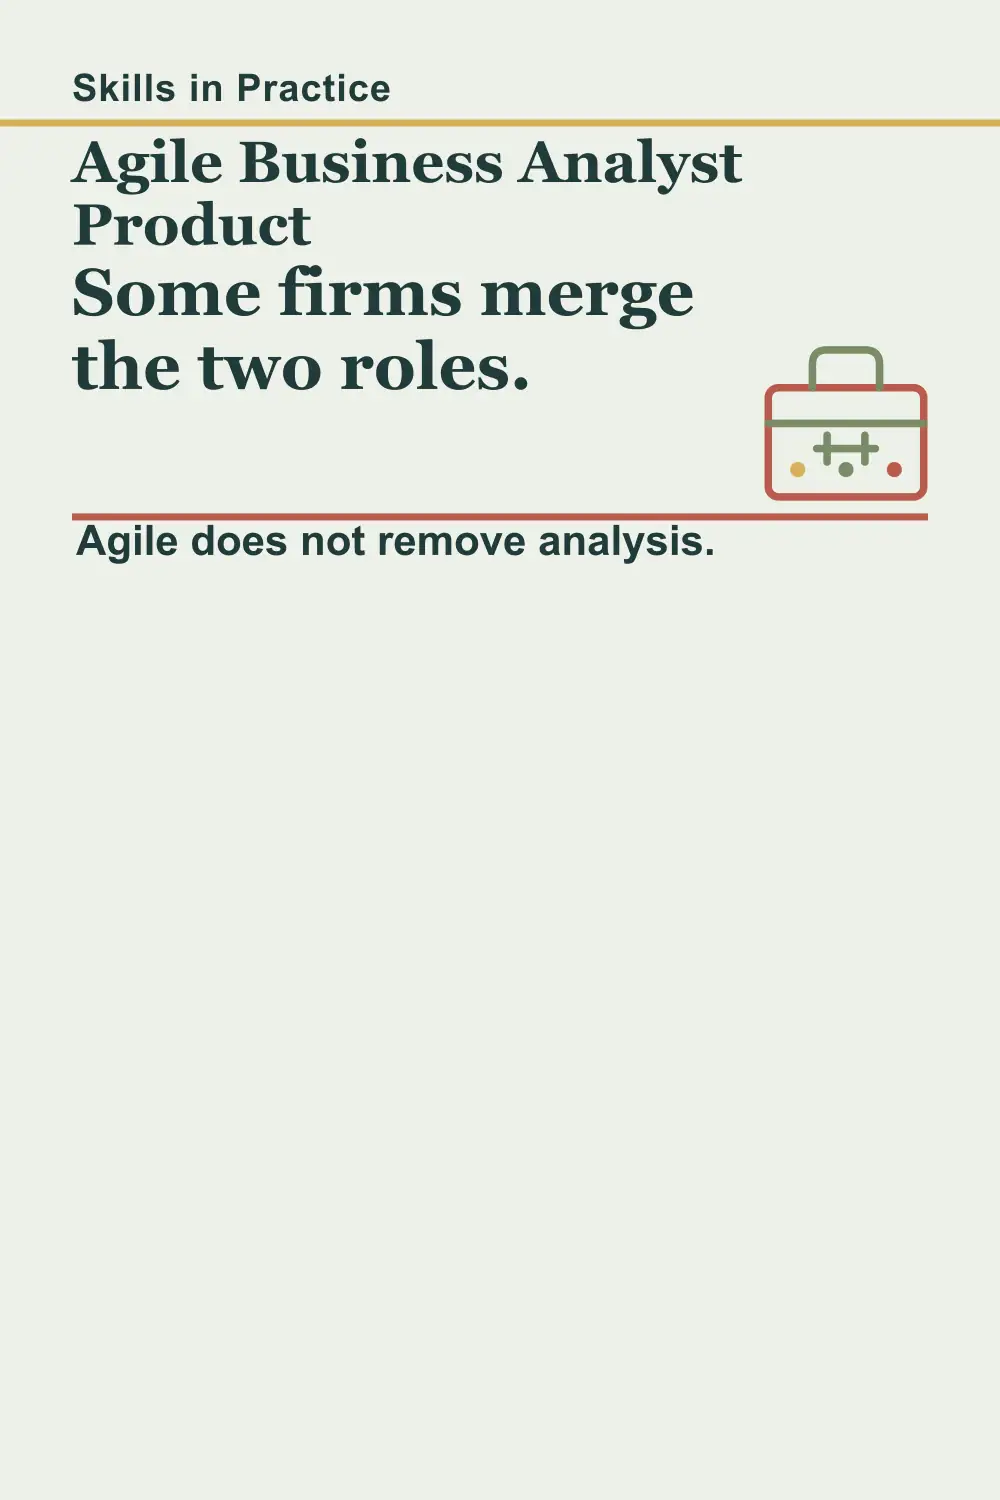 Skills in Practice
Agile Business Analyst
Product
Some firms merge
the two roles.
Agile does not remove analysis.